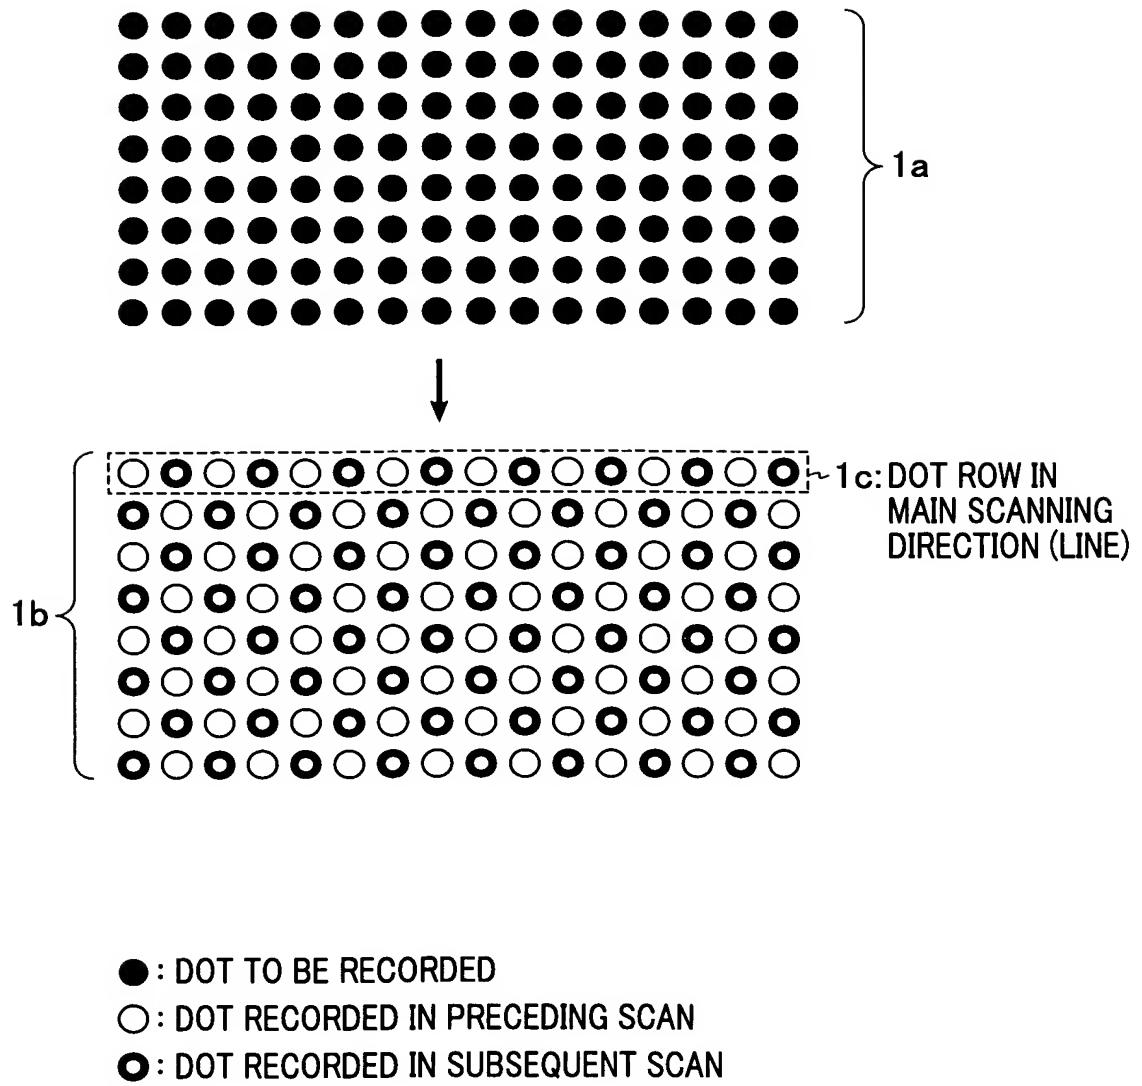 1a
1c: DOT ROW IN
MAIN SCANNING
DIRECTION (LINE)
1b
: DOT TO BE RECORDED
: DOT RECORDED IN PRECEDING SCAN
: DOT RECORDED IN SUBSEQUENT SCAN